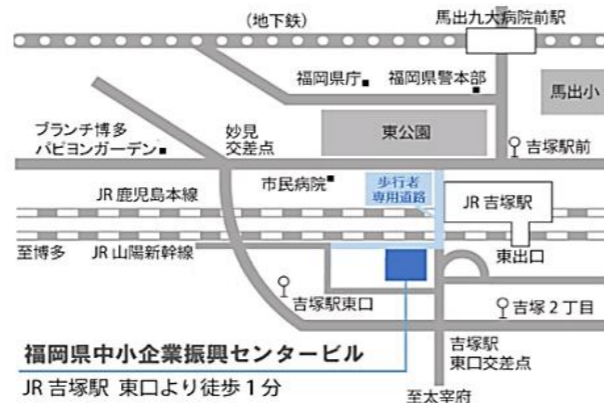 （地下鉄）
馬出九大病院前駅
福岡県庁
福岡県警本部
馬出小
ブランチ博多
パピヨンガーデン
妙見
交差点
東公園
吉塚駅前
市民病院
歩行者
専用道路
JR 鹿児島本線
JR 吉塚駅
至博多
JR 山陽新幹線
東出口
吉塚駅東口
吉塚２丁目
福岡県中小企業振興センタービル
吉塚駅
東口交差点
JR 吉塚駅 東口より徒歩 1 分
至太宰府